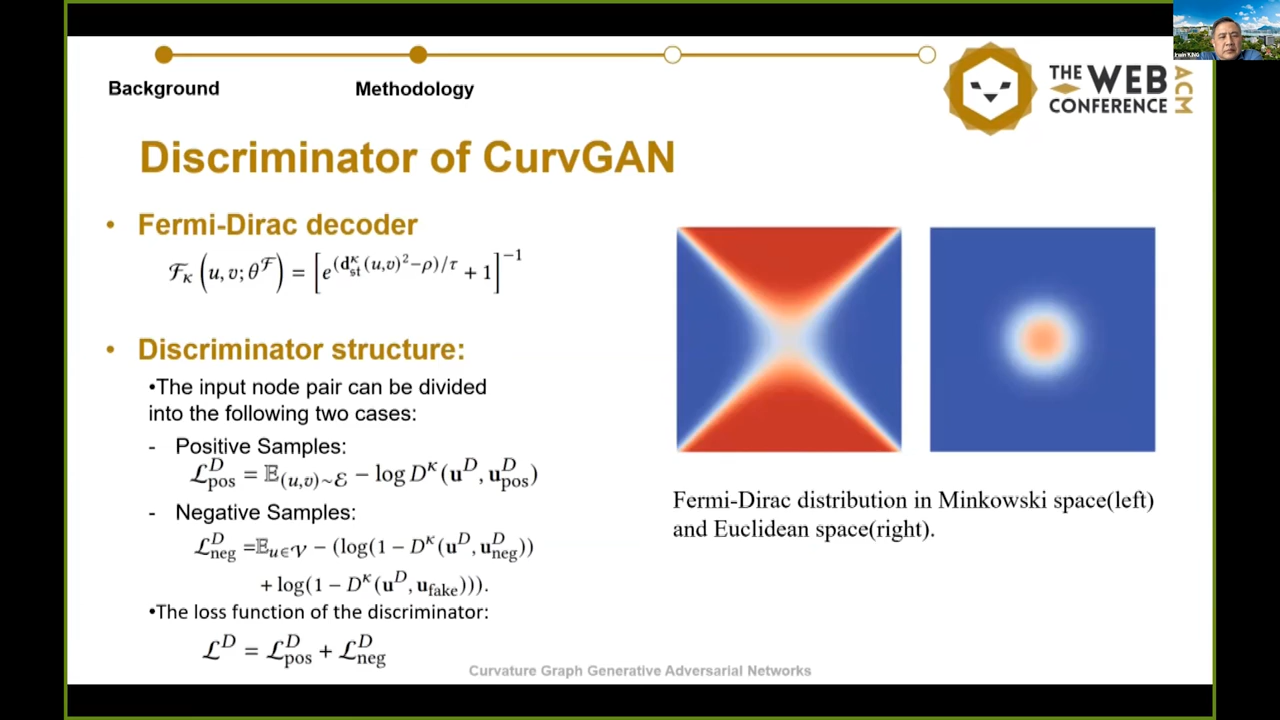 Background
Methodology
THE WEB
CONFERENCE
ACM
Irwin KING
Discriminator of CurvGAN
• Fermi-Dirac decoder
ℱ_κ (u, v; θ^ℱ) = [e^{(d_st^κ (u,v)^2−ρ)/τ} + 1]^{−1}
• Discriminator structure:
•The input node pair can be divided
into the following two cases:
- Positive Samples:
ℒ_pos^D = 𝔼_{(u,v)∼ℰ} − log D^κ(u^D, u_pos^D)
- Negative Samples:
ℒ_neg^D =𝔼_{u∈𝒱} − (log(1 − D^κ(u^D, u_neg^D))
+ log(1 − D^κ(u^D, u_fake))).
•The loss function of the discriminator:
ℒ^D = ℒ_pos^D + ℒ_neg^D
Fermi-Dirac distribution in Minkowski space(left)
and Euclidean space(right).
Curvature Graph Generative Adversarial Networks